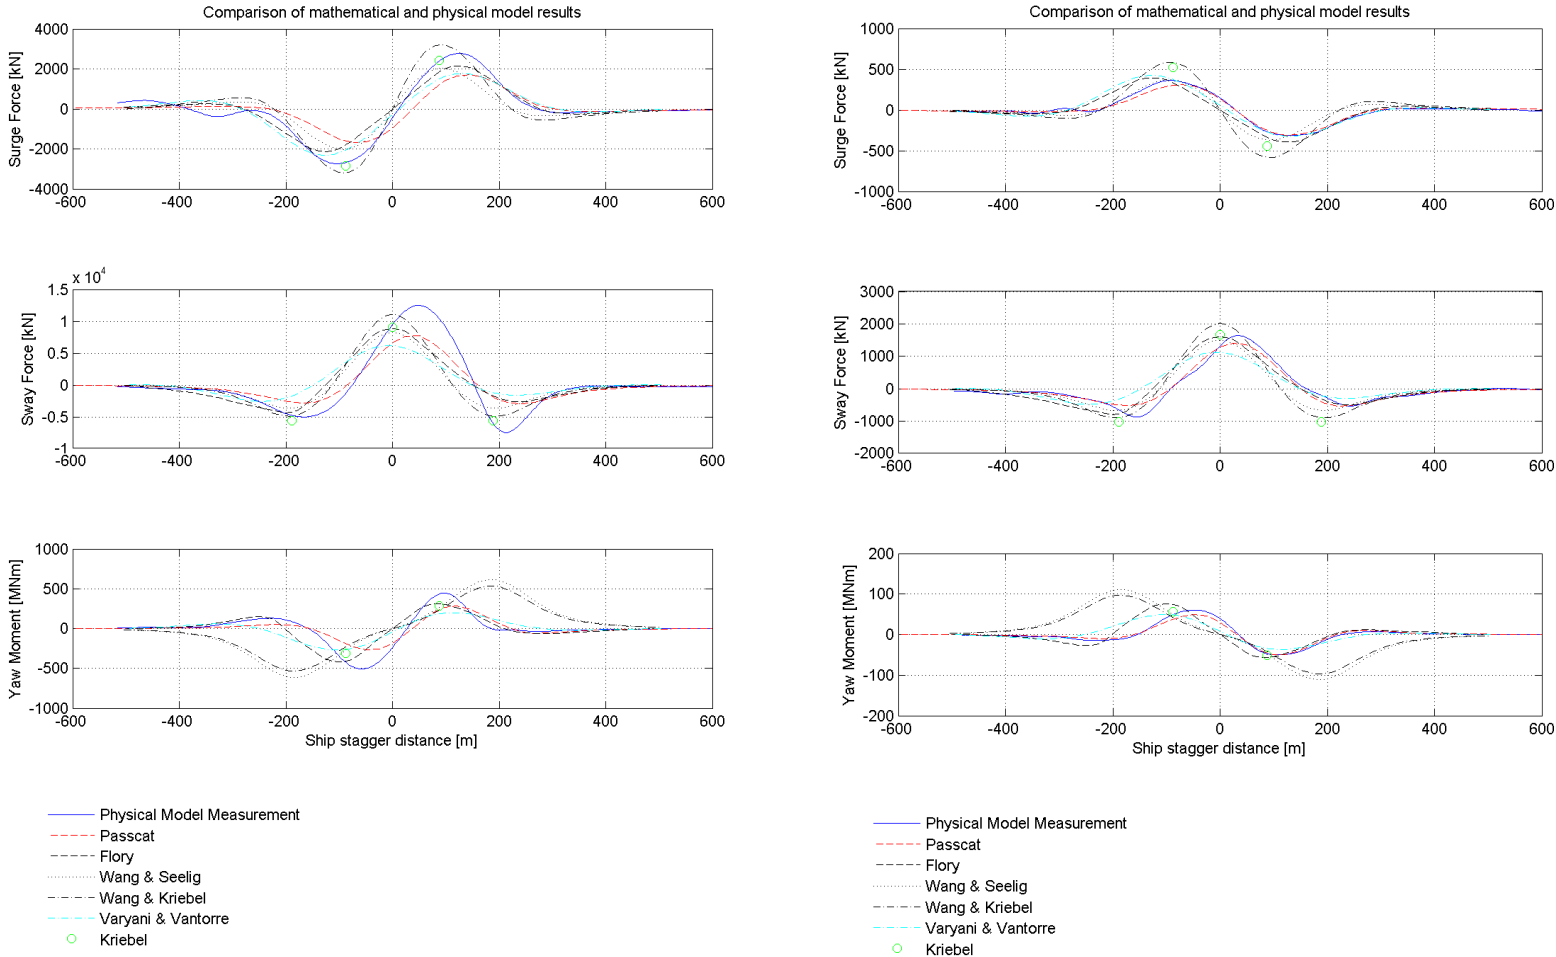 Comparison of mathematical and physical model results
4000
2000
0
-2000
-4000
Surge Force [kN]
-600 -400 -200 0 200 400 600
x 10^4
1.5
1
0.5
0
-0.5
-1
Sway Force [kN]
-600 -400 -200 0 200 400 600
1000
500
0
-500
-1000
Yaw Moment [MNm]
-600 -400 -200 0 200 400 600
Ship stagger distance [m]
Physical Model Measurement
Passcat
Flory
Wang & Seelig
Wang & Kriebel
Varyani & Vantorre
Kriebel
Comparison of mathematical and physical model results
1000
500
0
-500
-1000
Surge Force [kN]
-600 -400 -200 0 200 400 600
3000
2000
1000
0
-1000
-2000
Sway Force [kN]
-600 -400 -200 0 200 400 600
200
100
0
-100
-200
Yaw Moment [MNm]
-600 -400 -200 0 200 400 600
Ship stagger distance [m]
Physical Model Measurement
Passcat
Flory
Wang & Seelig
Wang & Kriebel
Varyani & Vantorre
Kriebel